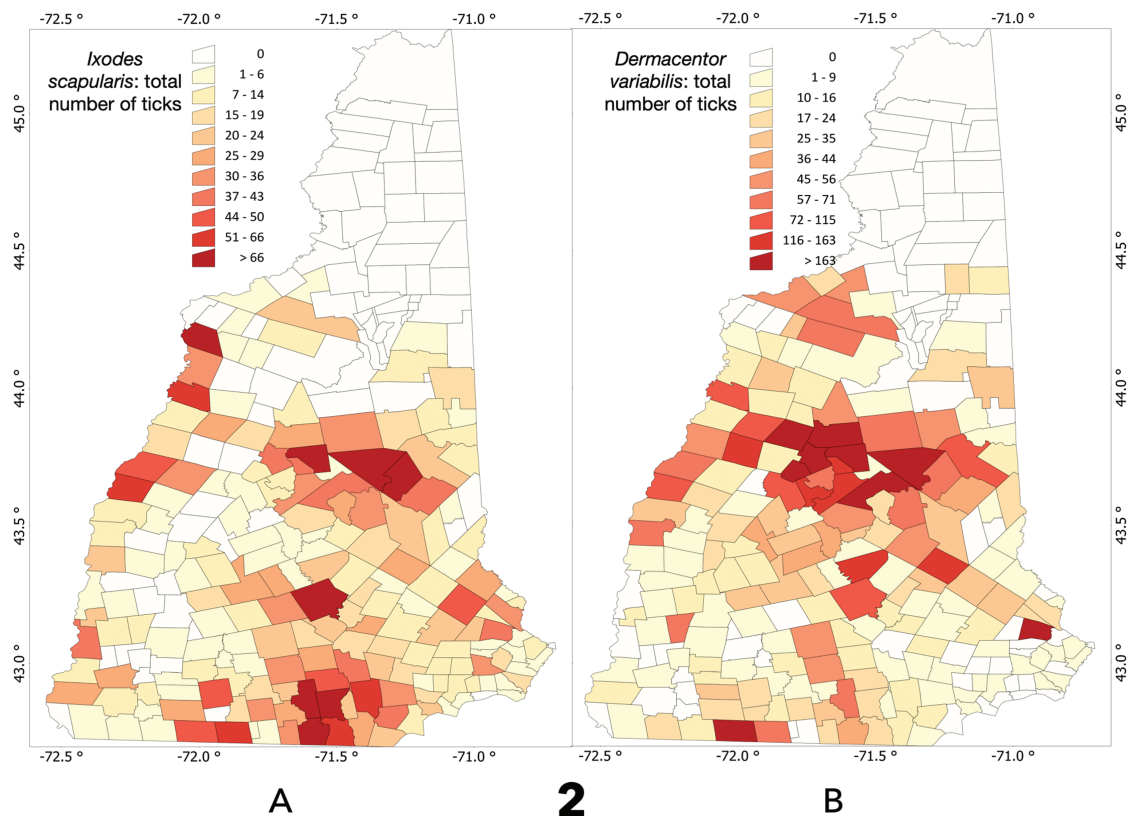 -72.5 °
-72.0 °
-71.5 °
-71.0 °
-72.5 °
-72.0 °
-71.5 °
-71.0 °
Ixodes
scapularis: total
number of ticks
0
1 - 6
7 - 14
15 - 19
20 - 24
25 - 29
30 - 36
37 - 43
44 - 50
51 - 66
> 66
Dermacentor
variabilis: total
number of ticks
0
1 - 9
10 - 16
17 - 24
25 - 35
36 - 44
45 - 56
57 - 71
72 - 115
116 - 163
> 163
45.0 °
44.5 °
44.0 °
43.5 °
43.0 °
45.0 °
44.5 °
44.0 °
43.5 °
43.0 °
-72.5 °
-72.0 °
-71.5 °
-71.0 °
-72.5 °
-72.0 °
-71.5 °
-71.0 °
A
2
B